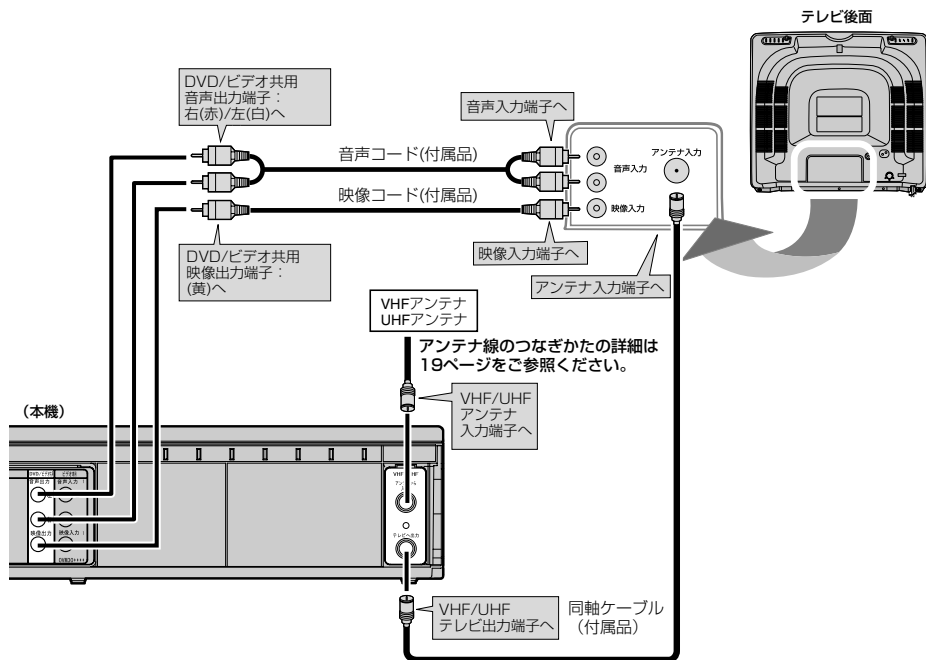 テレビ後面
DVD/ビデオ共用
音声出力端子：
右(赤)/左(白)へ
音声入力端子へ
音声コード(付属品)
アンテナ入力
音声入力
映像コード(付属品)
映像入力
DVD/ビデオ共用
映像出力端子：
(黄)へ
映像入力端子へ
アンテナ入力端子へ
VHFアンテナ
UHFアンテナ
アンテナ線のつなぎかたの詳細は
19ページをご参照ください。
VHF/UHF
アンテナ
入力端子へ
（本機）
音声出力
音声入力
映像出力
映像入力
VHF/UHF
テレビへ出力
VHF/UHF
テレビ出力端子へ
同軸ケーブル
（付属品）